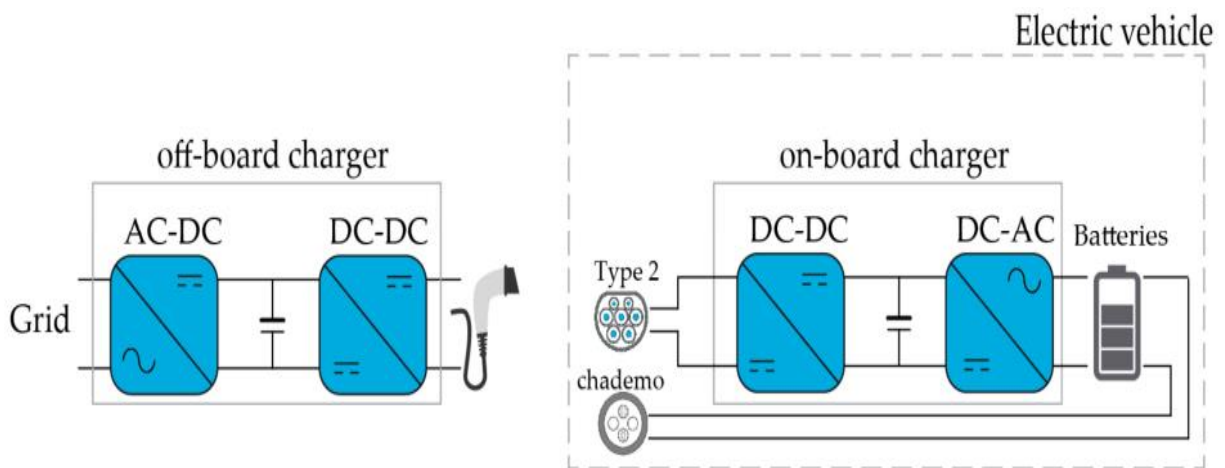 Electric vehicle
off-board charger
on-board charger
AC-DC
DC-DC
DC-DC
DC-AC
Batteries
Type 2
Grid
chademo